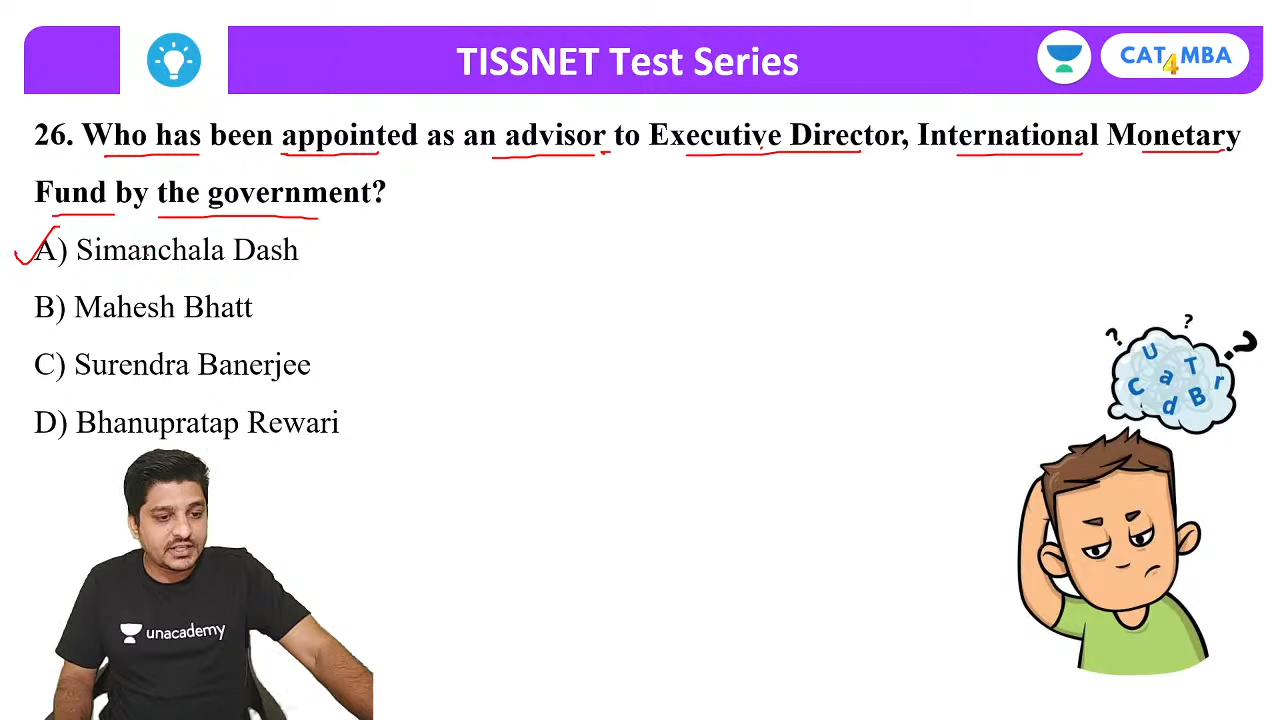 TISSNET Test Series
CAT4MBA
26. Who has been appointed as an advisor to Executive Director, International Monetary
Fund by the government?
A) Simanchala Dash
B) Mahesh Bhatt
C) Surendra Banerjee
D) Bhanupratap Rewari
? ? ?
U T r
C a d B
unacademy